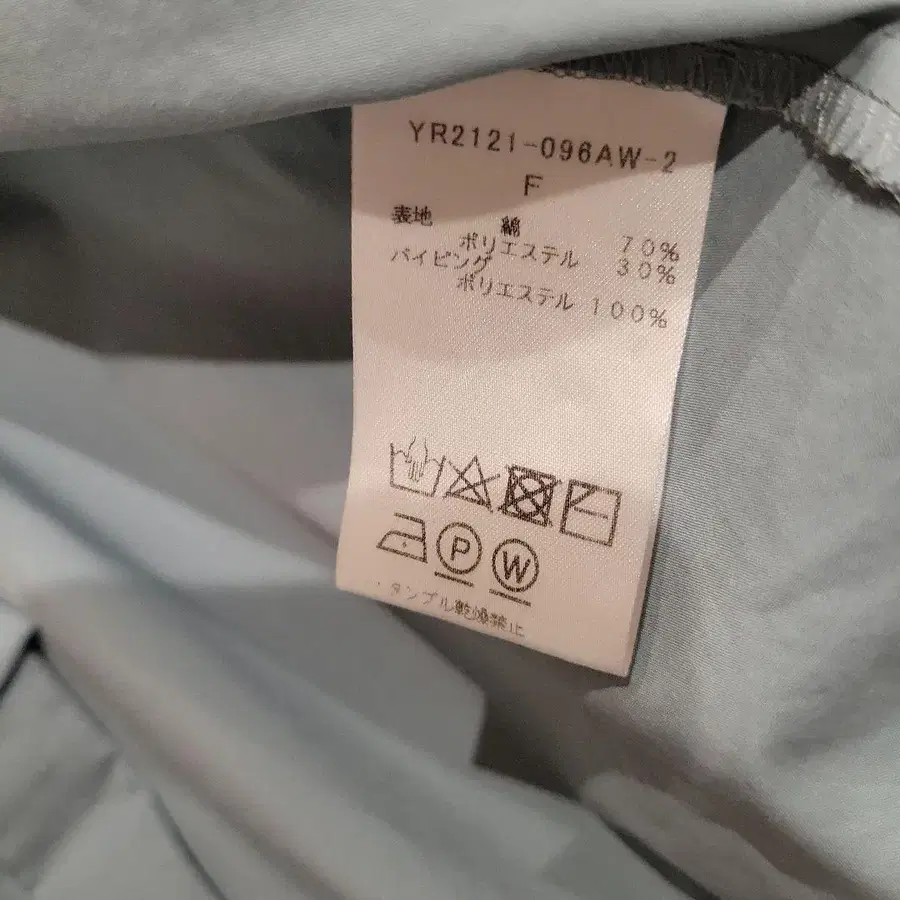 YR2121-096AW-2
F
表地 綿 70%
ポリエステル 30%
パイピング
ポリエステル 100%
P W
・タンブル乾燥禁止